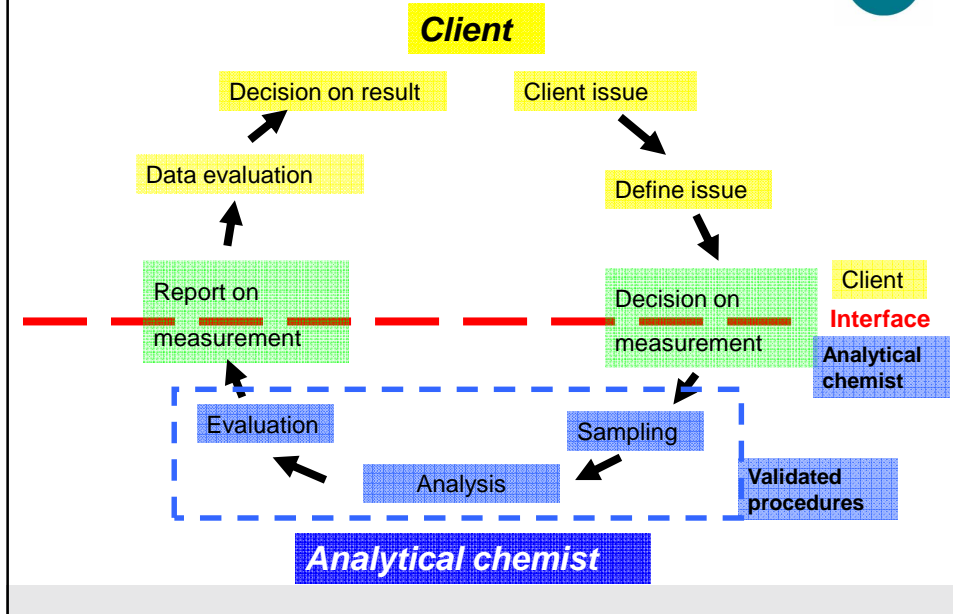 Client
Decision on result
Client issue
Data evaluation
Define issue
Report on
measurement
Decision on
measurement
Client
Interface
Analytical
chemist
Evaluation
Sampling
Analysis
Validated
procedures
Analytical chemist